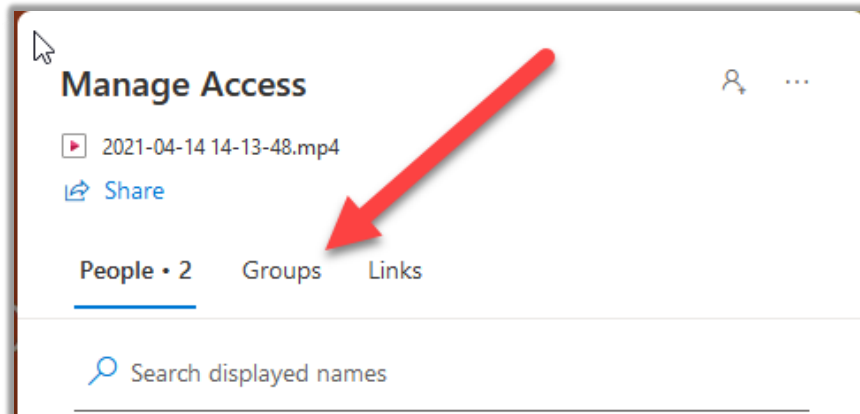 Manage Access
2021-04-14 14-13-48.mp4
Share
People • 2 Groups Links
Search displayed names